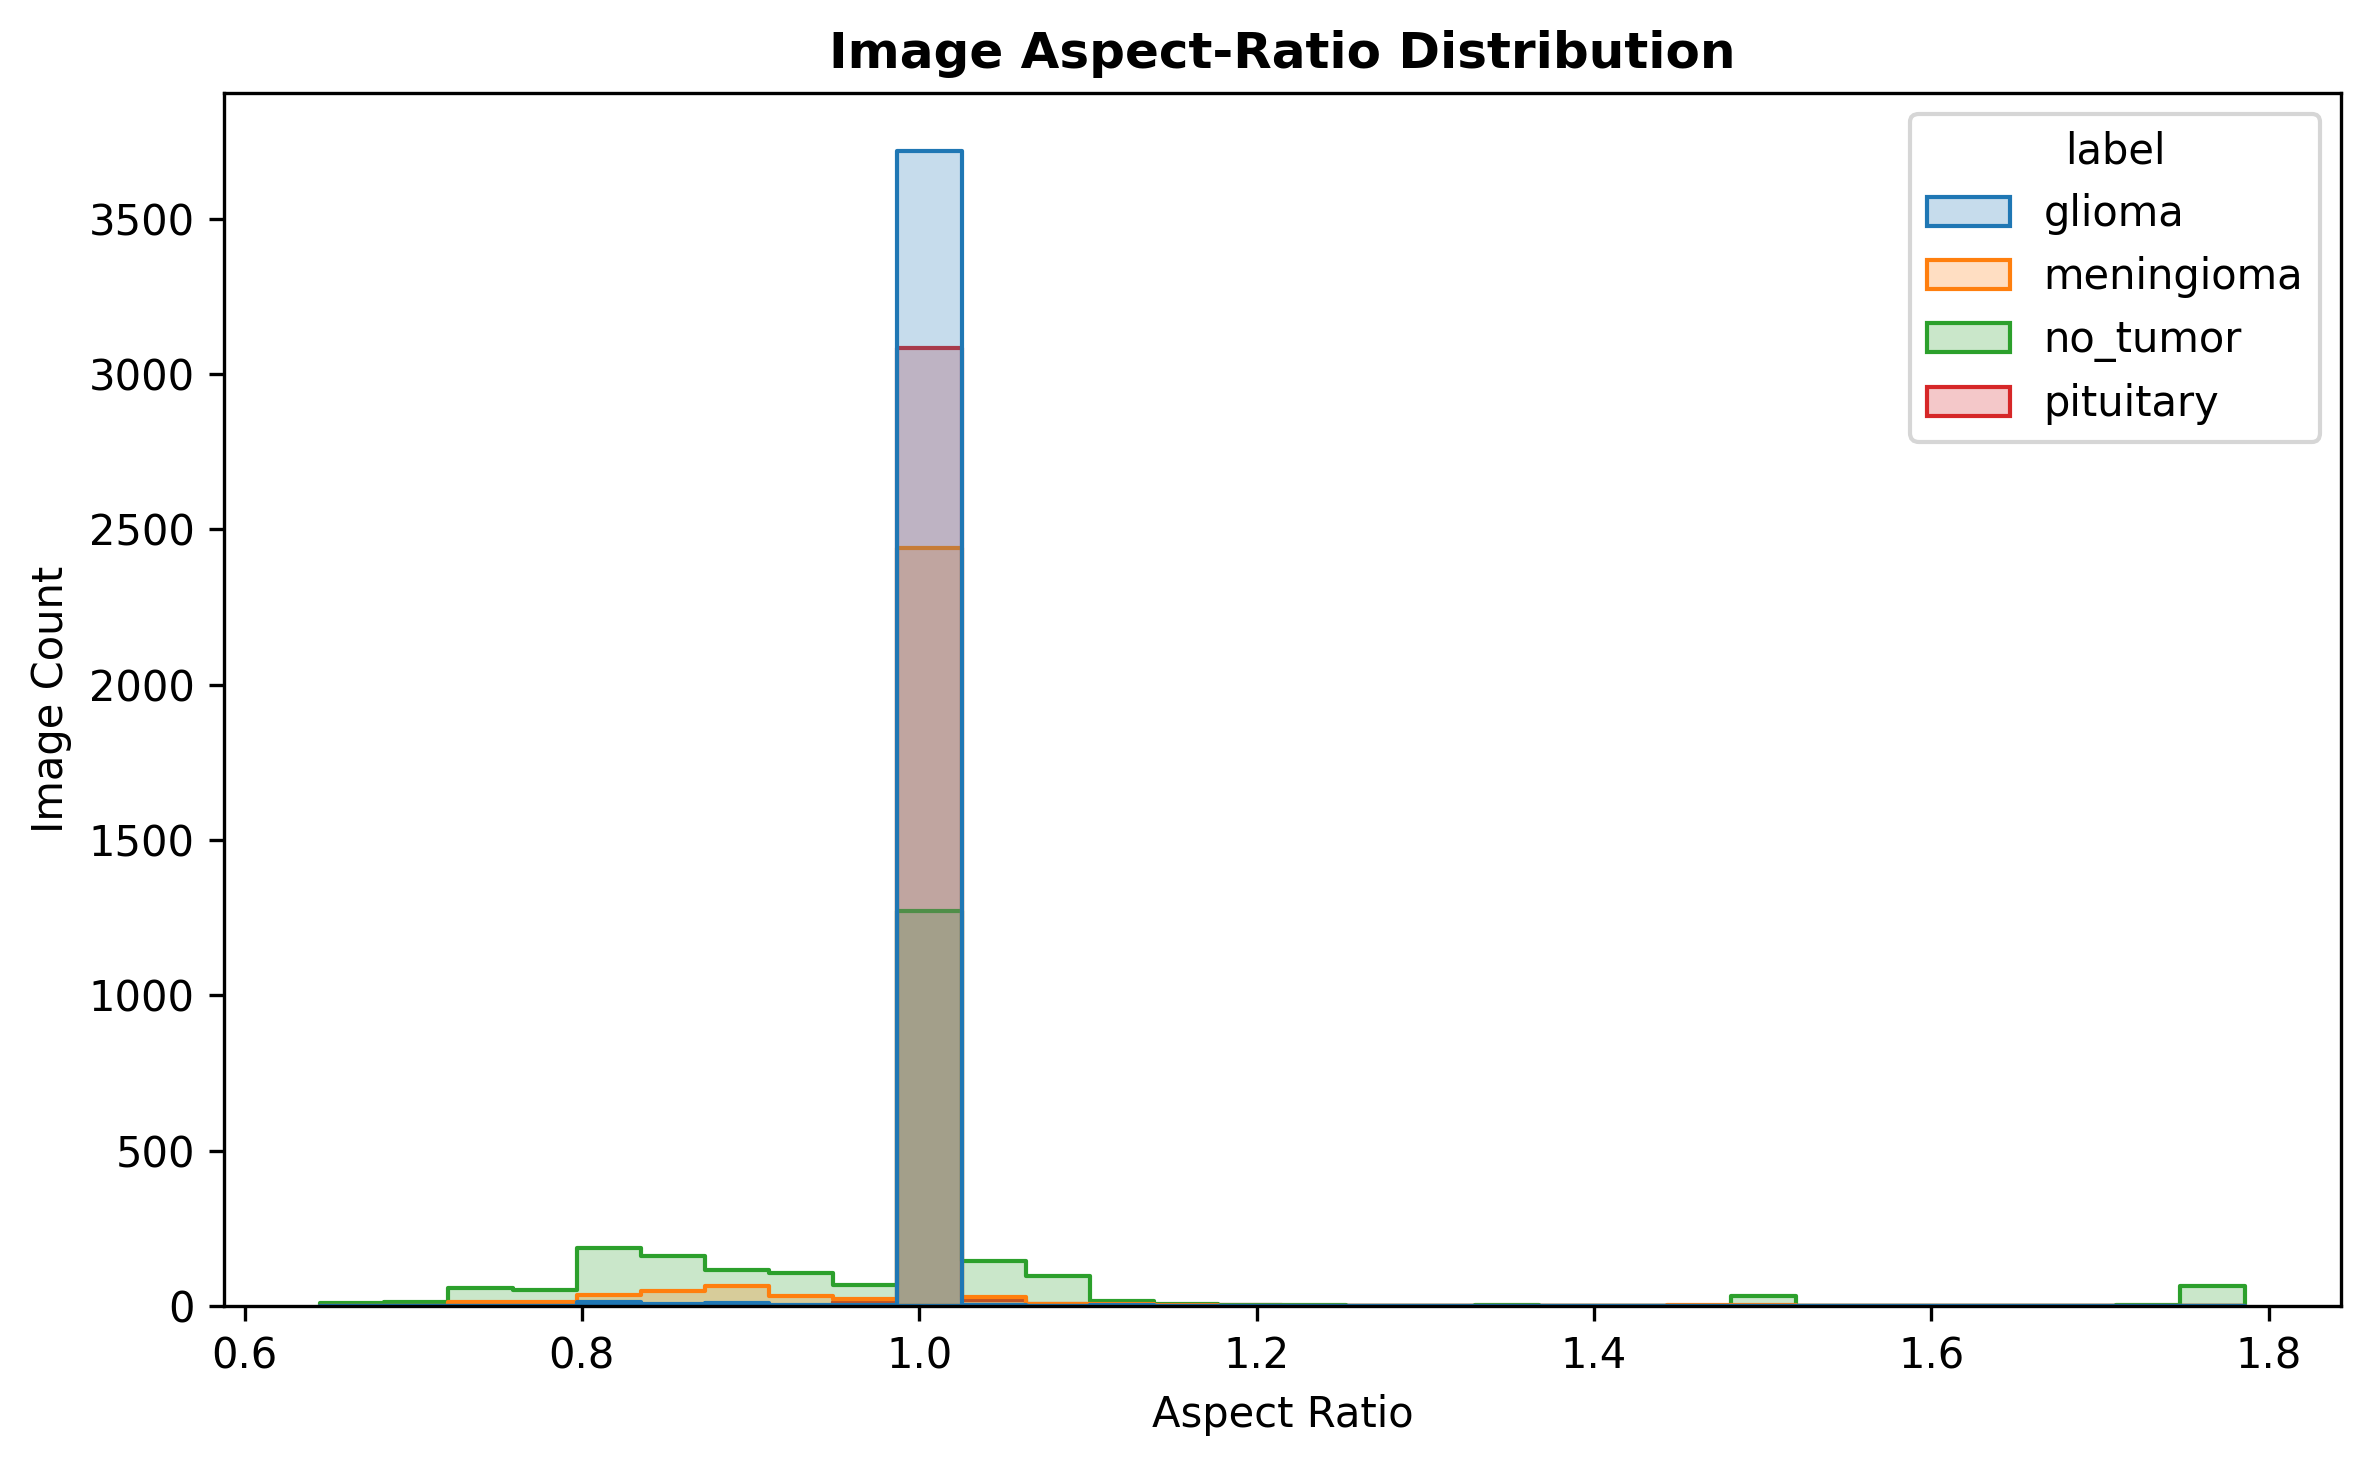 Image Aspect-Ratio Distribution
label
glioma
meningioma
no_tumor
pituitary
Image Count
3500
3000
2500
2000
1500
1000
500
0
0.6 0.8 1.0 1.2 1.4 1.6 1.8
Aspect Ratio